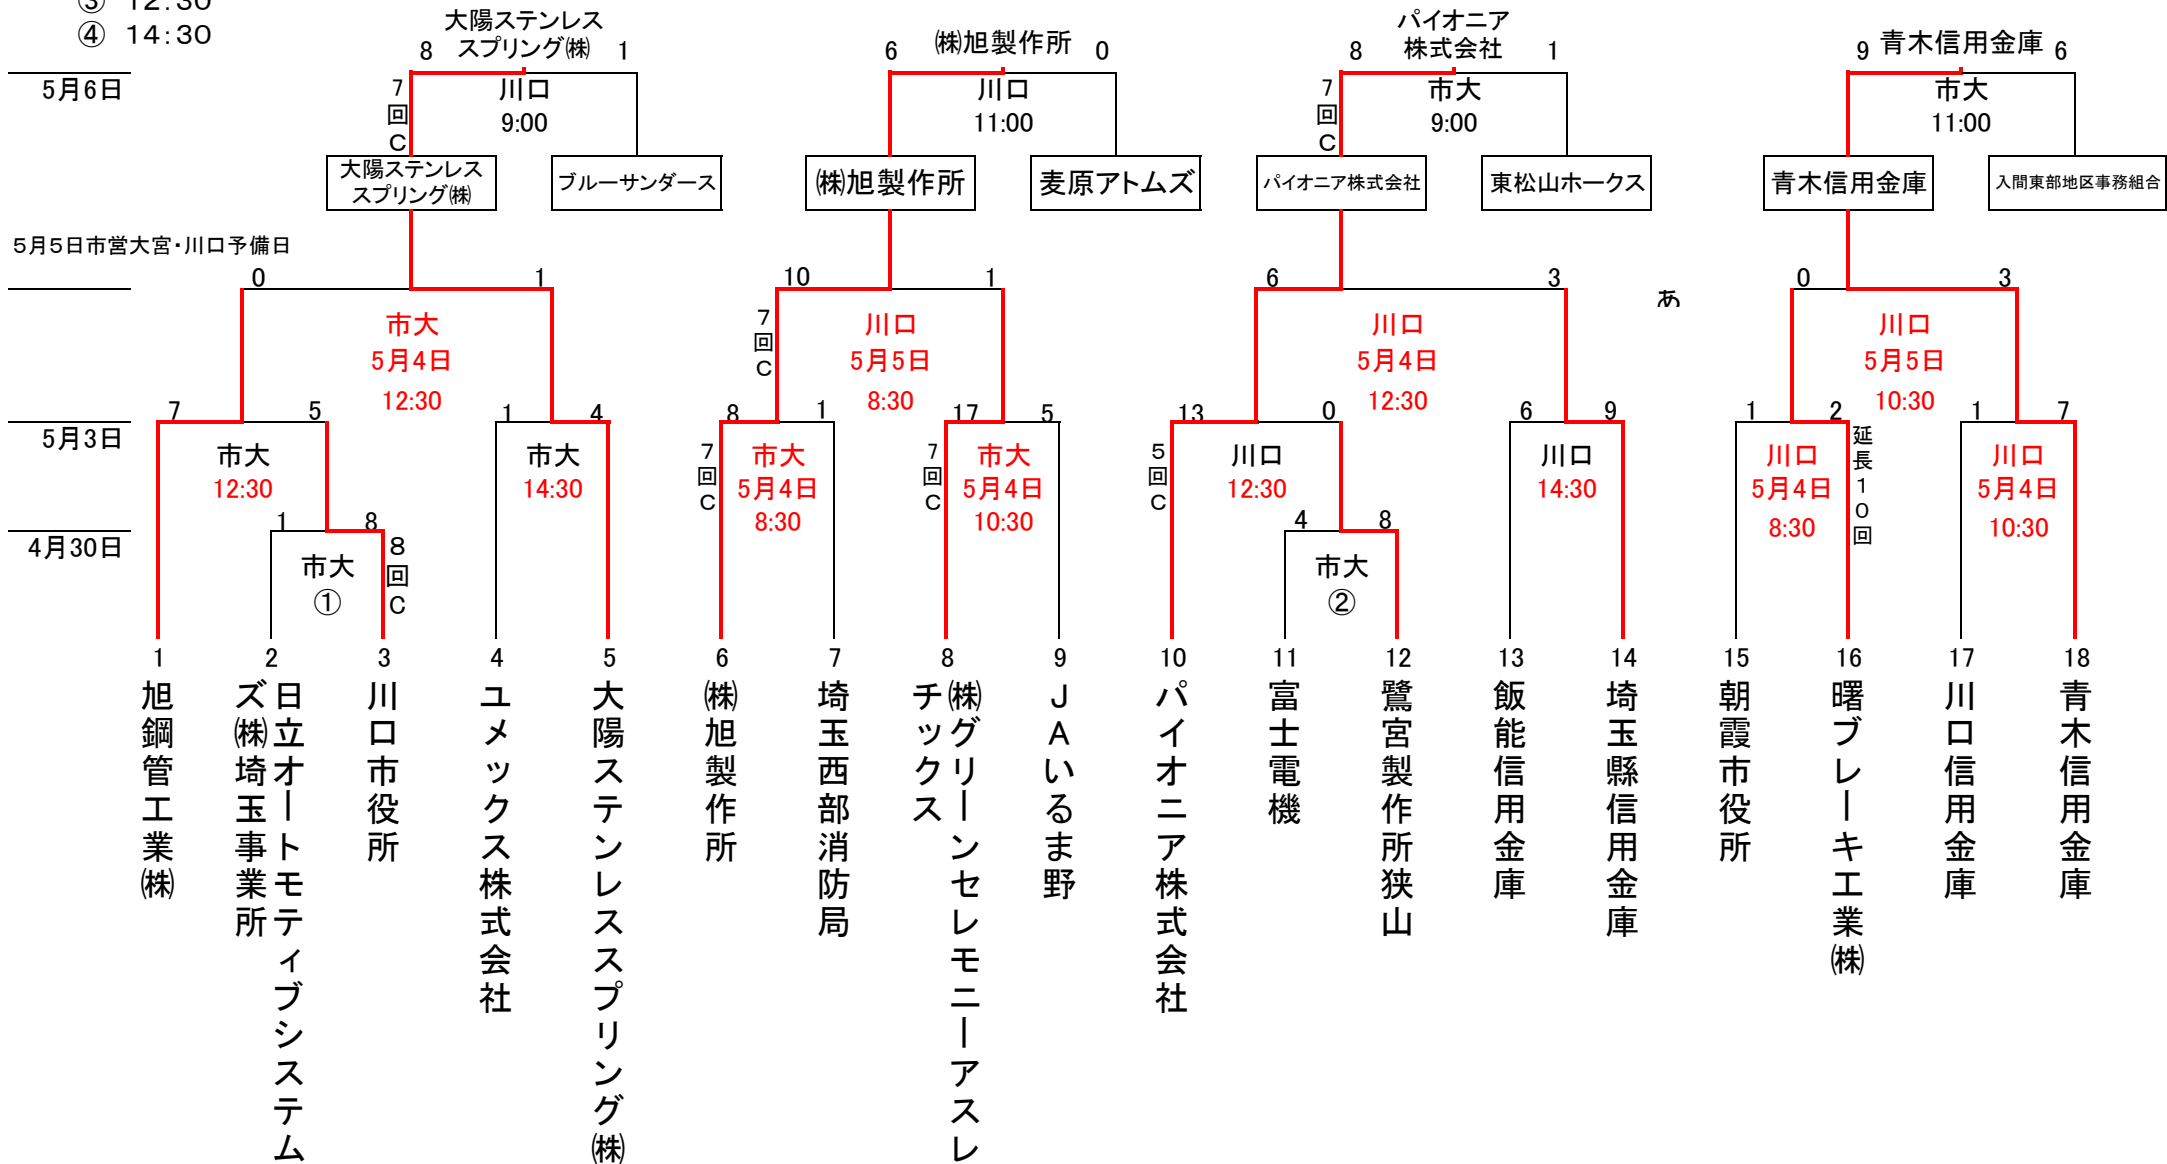 ③ 12:30
④ 14:30
大陽ステンレス
スプリング㈱
8 1
㈱旭製作所
6 0
パイオニア
株式会社
8 1
青木信用金庫
9 6
5月6日
7回C
川口
9:00
川口
11:00
7回C
市大
9:00
市大
11:00
大陽ステンレス
スプリング㈱
ブルーサンダース
㈱旭製作所
麦原アトムズ
パイオニア株式会社
東松山ホークス
青木信用金庫
入間東部地区事務組合
5月5日市営大宮・川口予備日
0 1
10 1
6 3
あ
0 3
市大
5月4日
12:30
7回C
川口
5月5日
8:30
川口
5月4日
12:30
川口
5月5日
10:30
5月3日
7 5
1 4
8 1
17 5
13 0
6 9
1 2
1 7
市大
12:30
市大
14:30
7回C
市大
5月4日
8:30
7回C
市大
5月4日
10:30
5回C
川口
12:30
川口
14:30
川口
5月4日
8:30
延長10回
川口
5月4日
10:30
4月30日
1 8
市大
①
8回C
4 8
市大
②
1 2 3 4 5 6 7 8 9 10 11 12 13 14 15 16 17 18
旭鋼管工業㈱
日立オートモティブシステム
ズ㈱埼玉事業所
川口市役所
ユメックス株式会社
大陽ステンレススプリング㈱
㈱旭製作所
埼玉西部消防局
㈱グリーンセレモニーアスレ
チックス
JAいるま野
パイオニア株式会社
富士電機
鷺宮製作所狭山
飯能信用金庫
埼玉縣信用金庫
朝霞市役所
曙ブレーキ工業㈱
川口信用金庫
青木信用金庫